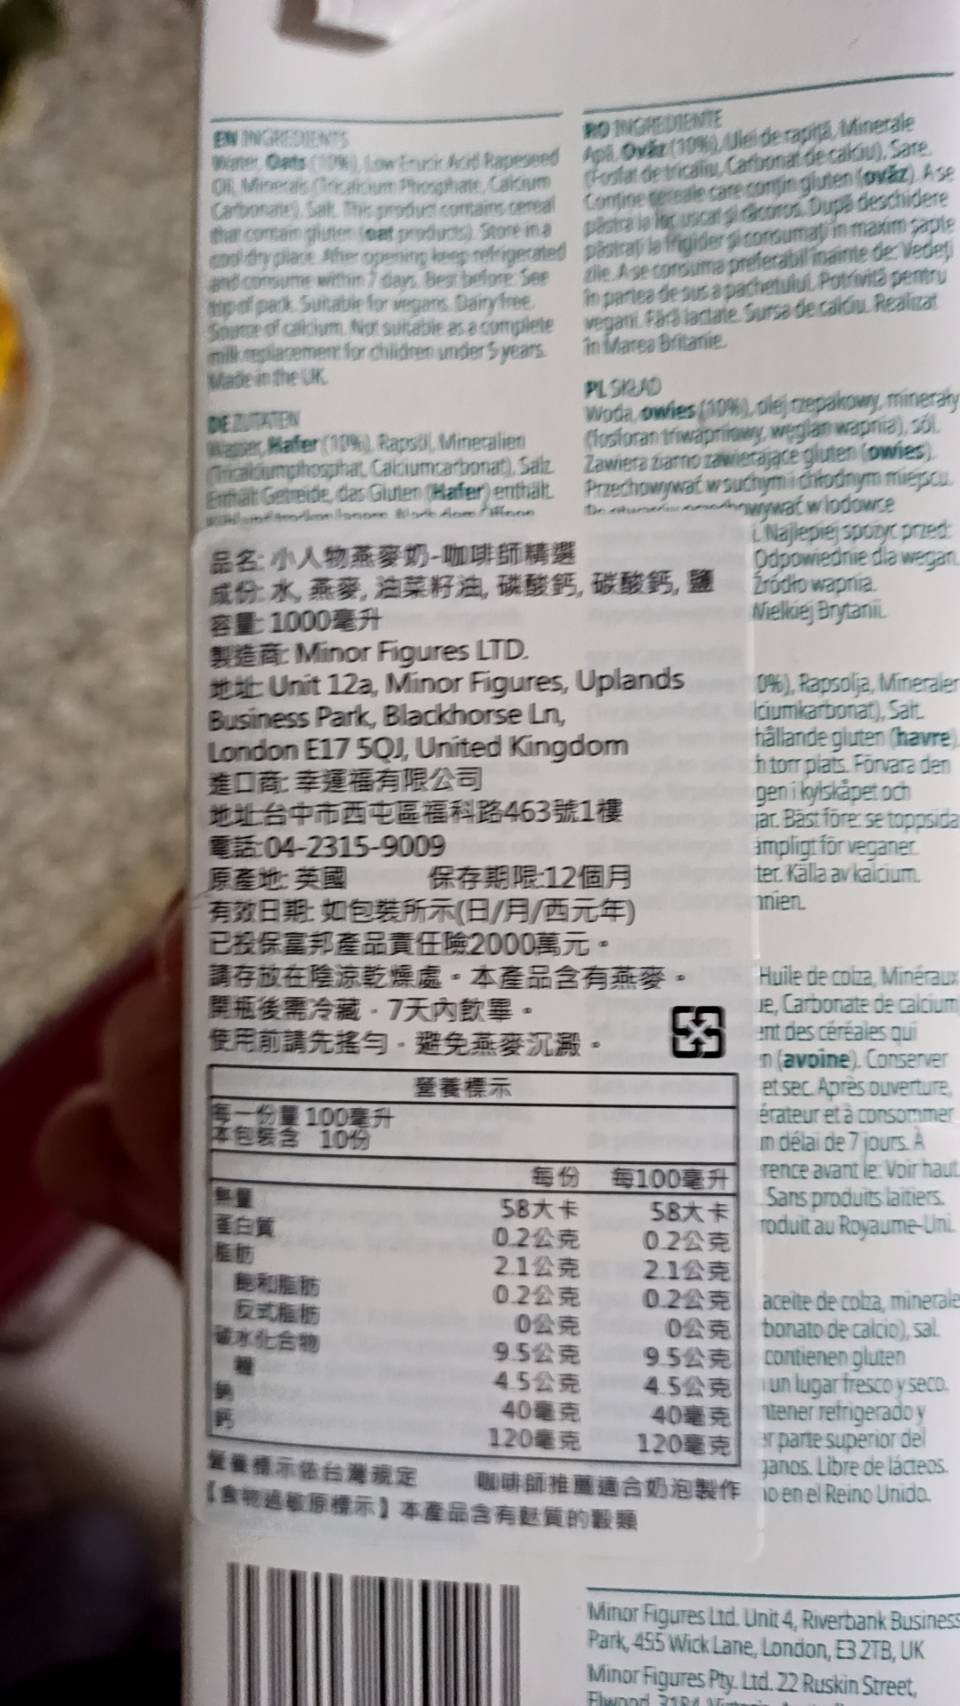 EN INGREDIENTS
Water, Oats (10%), Low Erucic Acid Rapeseed
Oil, Minerals (Tricalcium Phosphate, Calcium
Carbonate), Salt. This product contains cereal
that contain gluten (oat products). Store in a
cool dry place. After opening keep refrigerated
and consume within 7 days. Best before: See
top of pack. Suitable for vegans. Dairy free.
Source of calcium. Not suitable as a complete
milk replacement for children under 5 years.
Made in the UK.
DE ZUTATEN
Wasser, Hafer (10%), Rapsöl, Mineralien
(Tricalciumphosphat, Calciumcarbonat), Salz.
Enthält Getreide, das Gluten (Hafer) enthält.
RO INGREDIENTE
Apă, Ovăz (10%), Ulei de rapiță, Minerale
(Fosfat de tricalciu, Carbonat de calciu), Sare.
Conține cereale care conțin gluten (ovăz). A se
păstra la loc uscat și răcoros. După deschidere
păstrați la frigider și consumați în maxim șapte
zile. A se consuma preferabil înainte de: Vedeți
în partea de sus a pachetului. Potrivită pentru
vegani. Fără lactate. Sursa de calciu. Realizat
în Marea Britanie.
PL SKŁAD
Woda, owies (10%), olej rzepakowy, minerały
(fosforan triwapniowy, węglan wapnia), sól.
Zawiera ziarno zawierające gluten (owies).
Przechowywać w suchym i chłodnym miejscu.
wywać w lodowce
Najlepiej spożyć przed:
Odpowiednie dla wegan.
Źródło wapnia.
Wielkiej Brytanii.
品名: 小人物燕麥奶-咖啡師精選
成份: 水, 燕麥, 油菜籽油, 磷酸鈣, 碳酸鈣, 鹽
容量: 1000毫升
製造商: Minor Figures LTD.
地址: Unit 12a, Minor Figures, Uplands
Business Park, Blackhorse Ln,
London E17 5QJ, United Kingdom
進口商: 幸運福有限公司
地址:台中市西屯區福科路463號1樓
電話:04-2315-9009
原產地: 英國 保存期限:12個月
有效日期: 如包裝所示(日/月/西元年)
已投保富邦產品責任險2000萬元。
請存放在陰涼乾燥處。本產品含有燕麥。
開瓶後需冷藏。7天內飲畢。
使用前請先搖勻。避免燕麥沉澱。
營養標示
每一份量 100毫升
本包裝含 10份
每份 每100毫升
熱量 58大卡 58大卡
蛋白質 0.2公克 0.2公克
脂肪 2.1公克 2.1公克
飽和脂肪 0.2公克 0.2公克
反式脂肪 0公克 0公克
碳水化合物 9.5公克 9.5公克
糖 4.5公克 4.5公克
鈉 40毫克 40毫克
鈣 120毫克 120毫克
營養標示依台灣規定 咖啡師推薦適合奶泡製作
【食物過敏原標示】本產品含有麩質的穀類
0%), Rapsolja, Mineraler
lciumkarbonat), Salt.
hållande gluten (havre).
h torr plats. Förvara den
gen i kylskåpet och
jar. Bäst före: se toppsida
ämpligt för veganer.
ter. Källa av kalcium.
nnien.
Huile de colza, Minéraux
ue, Carbonate de calcium
ent des céréales qui
n (avoine). Conserver
et sec. Après ouverture,
érateur et à consommer
n délai de 7 jours. À
rence avant le: Voir haut
Sans produits laitiers.
roduit au Royaume-Uni.
aceite de colza, minerale
bonato de calcio), sal.
contienen gluten
un lugar fresco y seco.
ntener refrigerado y
er parte superior del
ganos. Libre de lácteos.
ho en el Reino Unido.
Minor Figures Ltd. Unit 4, Riverbank Business
Park, 455 Wick Lane, London, E3 2TB, UK
Minor Figures Pty. Ltd. 22 Ruskin Street,
Elwood 3184